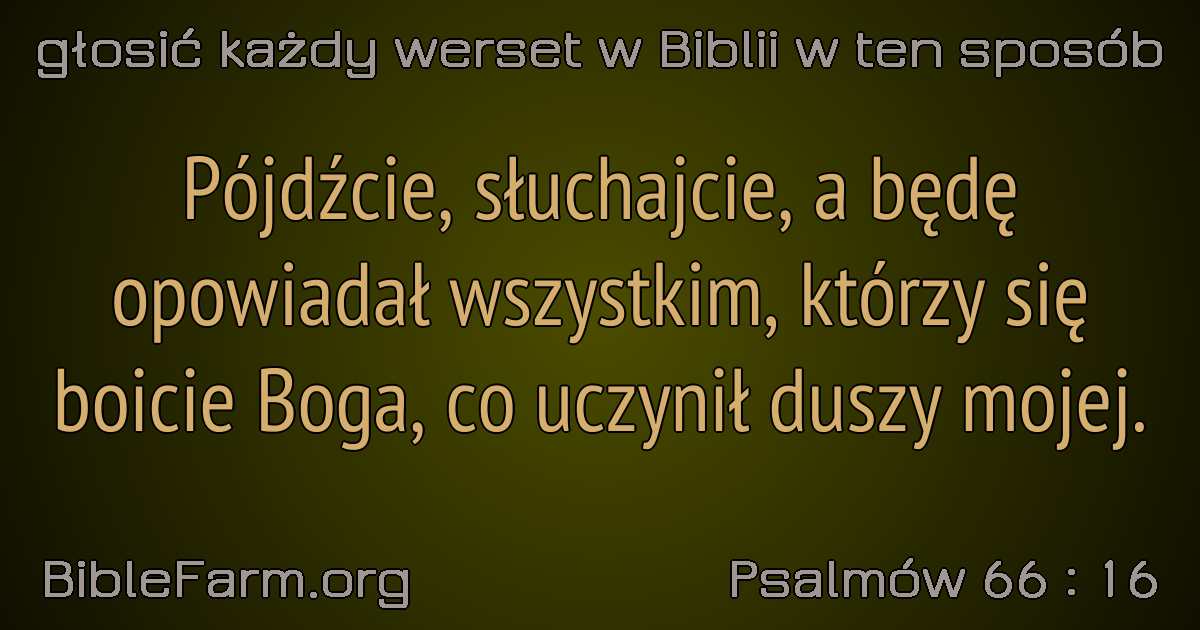 głosić każdy werset w Biblii w ten sposób
Pójdźcie, słuchajcie, a będę
opowiadał wszystkim, którzy się
boicie Boga, co uczynił duszy mojej.
BibleFarm.org
Psalmów 66 : 16